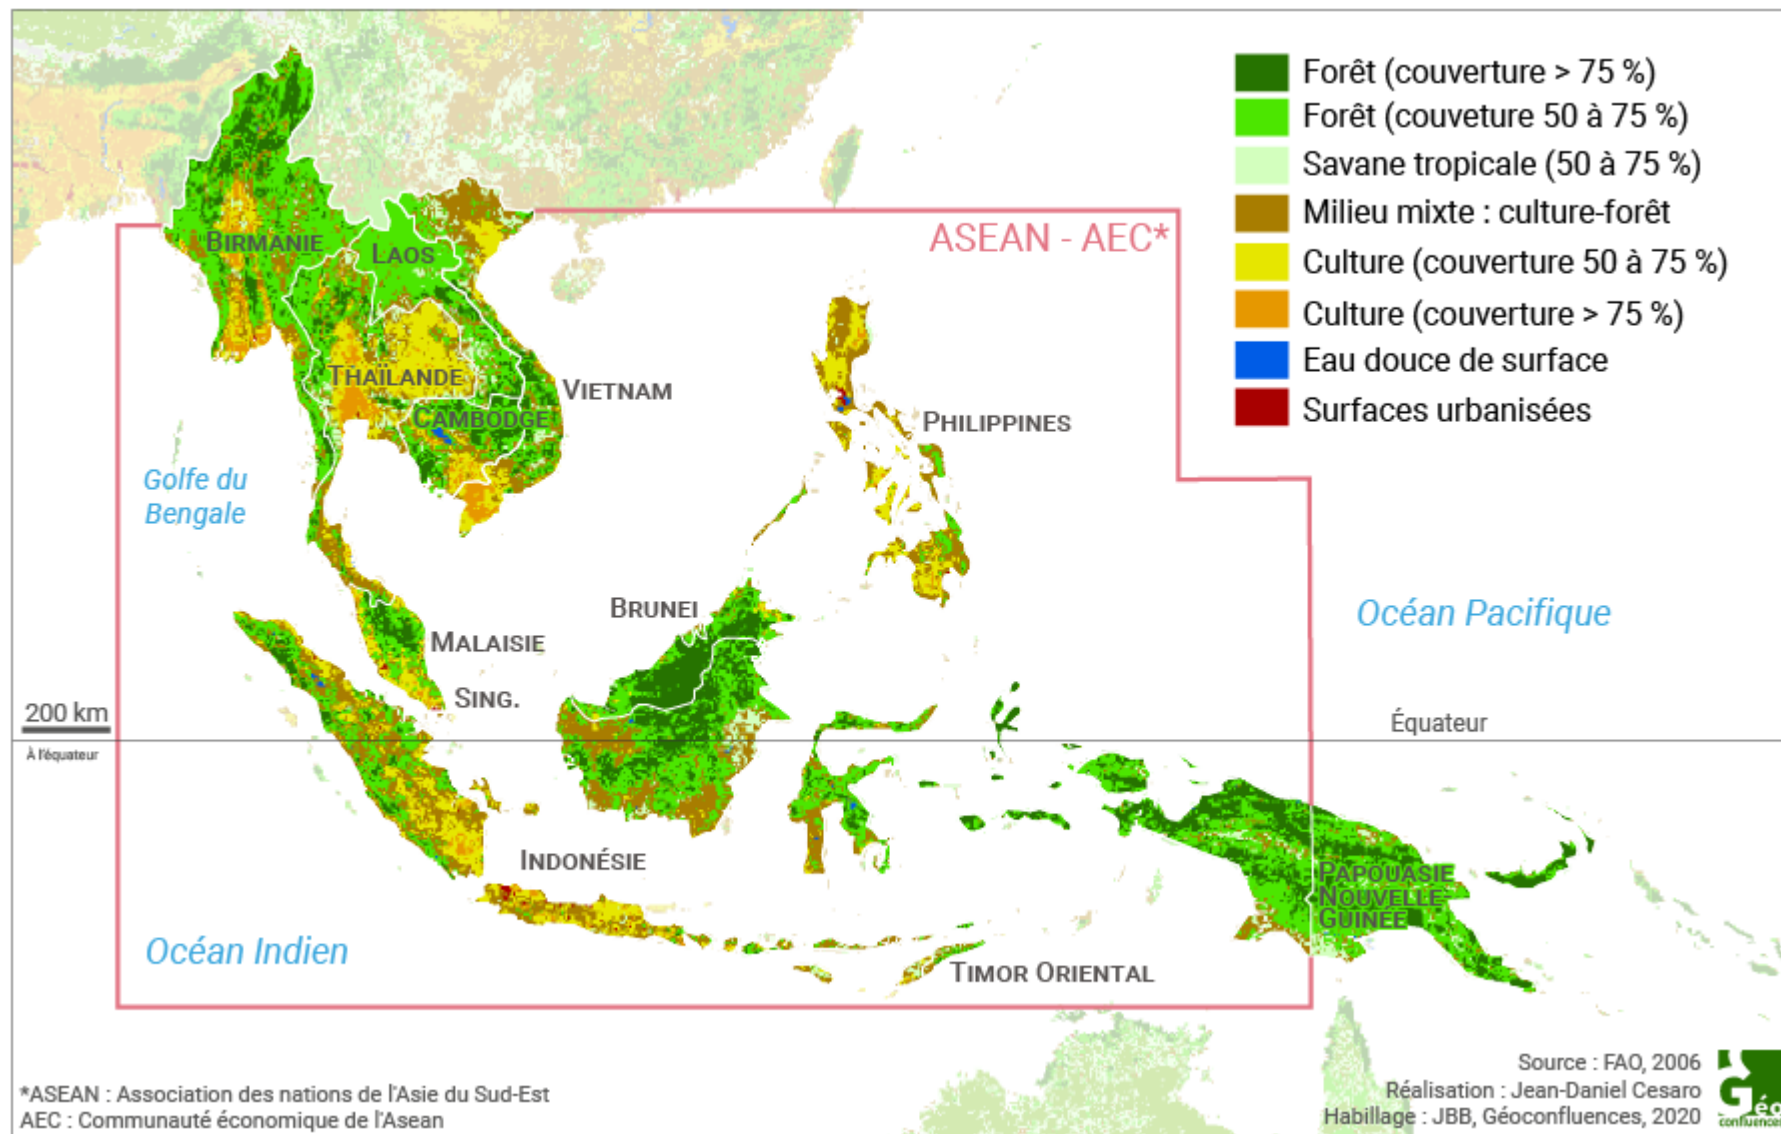 Forêt (couverture > 75 %)
Forêt (couveture 50 à 75 %)
Savane tropicale (50 à 75 %)
Milieu mixte : culture-forêt
Culture (couverture 50 à 75 %)
Culture (couverture > 75 %)
Eau douce de surface
Surfaces urbanisées
ASEAN - AEC*
BIRMANIE
LAOS
THAÏLANDE
VIETNAM
CAMBODGE
PHILIPPINES
Golfe du
Bengale
BRUNEI
Océan Pacifique
MALAISIE
SING.
200 km
À l'équateur
Équateur
INDONÉSIE
PAPOUASIE
NOUVELLE-
GUINÉE
Océan Indien
TIMOR ORIENTAL
*ASEAN : Association des nations de l'Asie du Sud-Est
AEC : Communauté économique de l'Asean
Source : FAO, 2006
Réalisation : Jean-Daniel Cesaro
Habillage : JBB, Géoconfluences, 2020
Géo
confluences